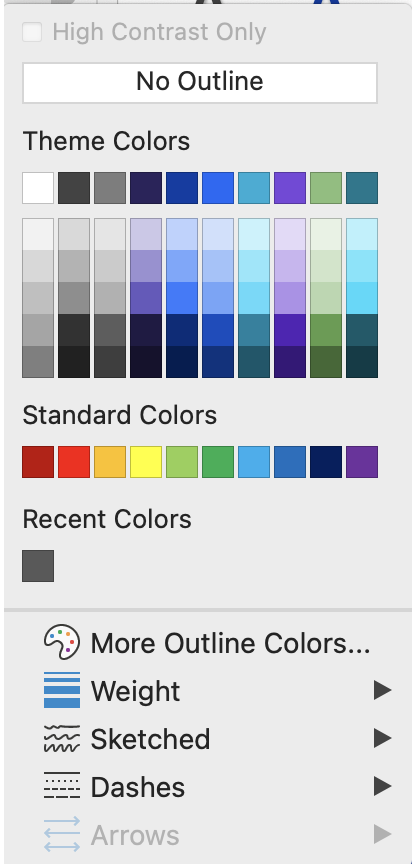 High Contrast Only
No Outline
Theme Colors
Standard Colors
Recent Colors
More Outline Colors...
Weight
Sketched
Dashes
Arrows